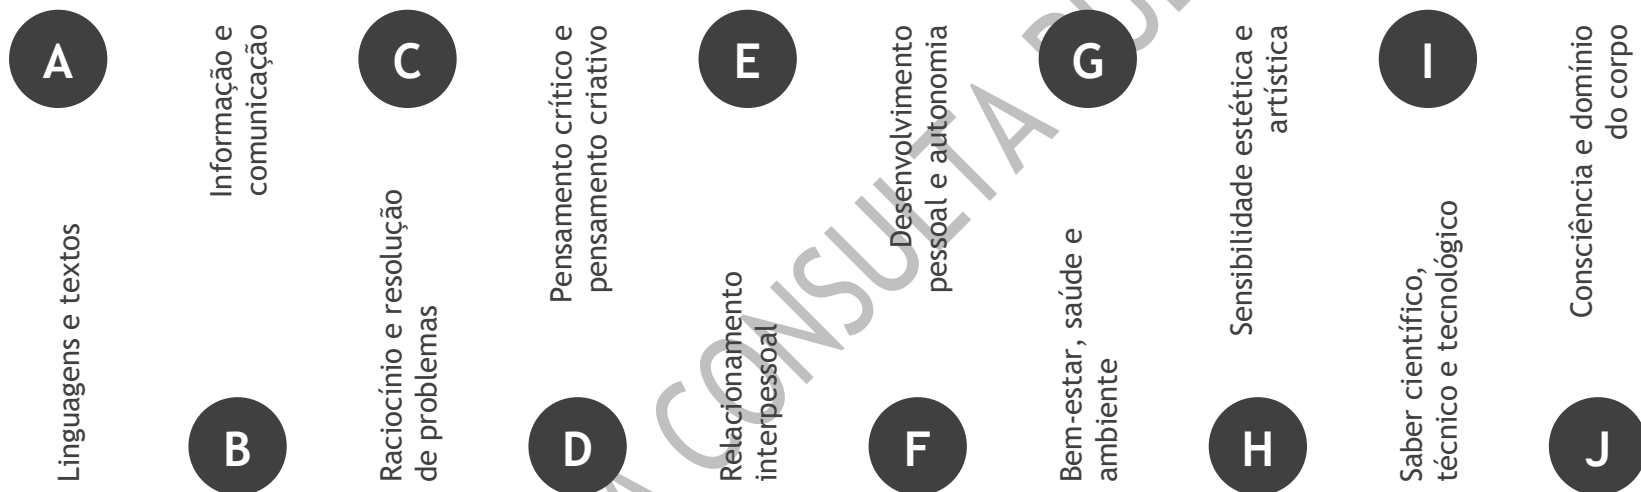 A
Linguagens e textos
Informação e
comunicação
B
C
Raciocínio e resolução
de problemas
Pensamento crítico e
pensamento criativo
D
E
Relacionamento
interpessoal
Desenvolvimento
pessoal e autonomia
F
G
Bem-estar, saúde e
ambiente
Sensibilidade estética e
artística
H
I
Saber científico,
técnico e tecnológico
Consciência e domínio
do corpo
J
A CONSULTA